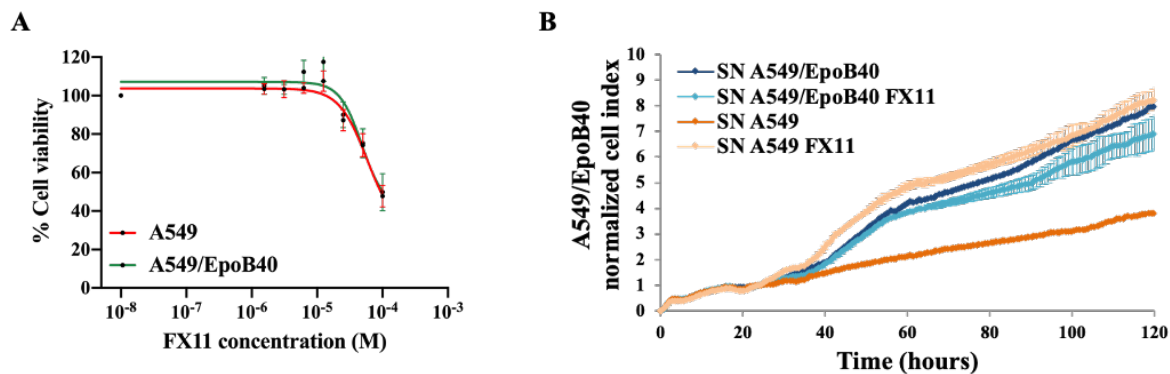 A
% Cell viability
120
100
80
60
40
20
0
A549
A549/EpoB40
10-8
10-7
10-6
10-5
10-4
10-3
FX11 concentration (M)
B
A549/EpoB40
normalized cell index
10
9
8
7
6
5
4
3
2
1
0
SN A549/EpoB40
SN A549/EpoB40 FX11
SN A549
SN A549 FX11
0
20
40
60
80
100
120
Time (hours)